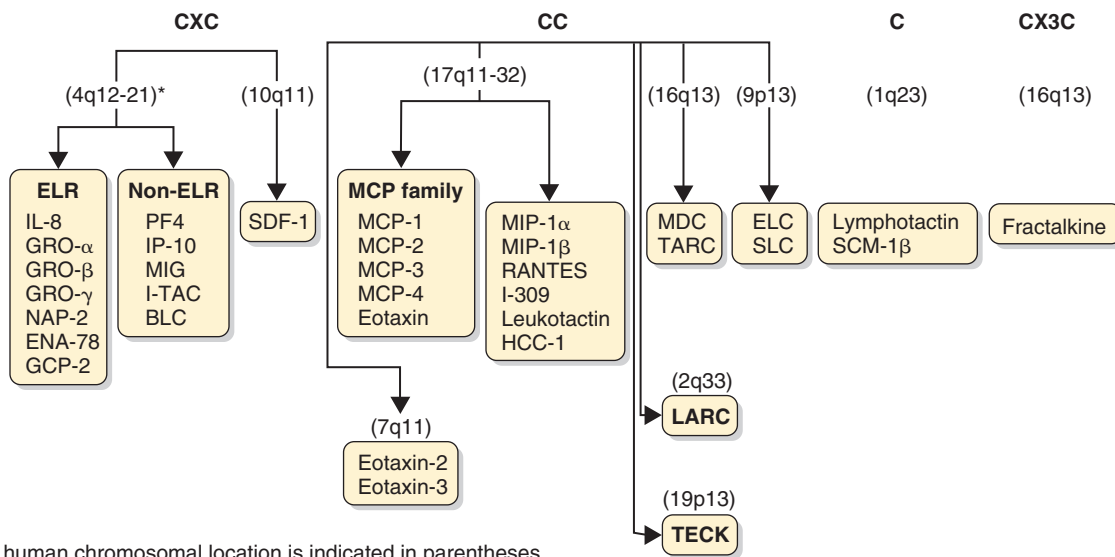 CXC CC C CX3C
(4q12-21)* (10q11) (17q11-32) (16q13) (9p13) (1q23) (16q13)
ELR
IL-8
GRO-α
GRO-β
GRO-γ
NAP-2
ENA-78
GCP-2
Non-ELR
PF4
IP-10
MIG
I-TAC
BLC
SDF-1
MCP family
MCP-1
MCP-2
MCP-3
MCP-4
Eotaxin
MIP-1α
MIP-1β
RANTES
I-309
Leukotactin
HCC-1
MDC
TARC
ELC
SLC
Lymphotactin
SCM-1β
Fractalkine
(7q11)
Eotaxin-2
Eotaxin-3
(2q33)
LARC
(19p13)
TECK
human chromosomal location is indicated in parentheses